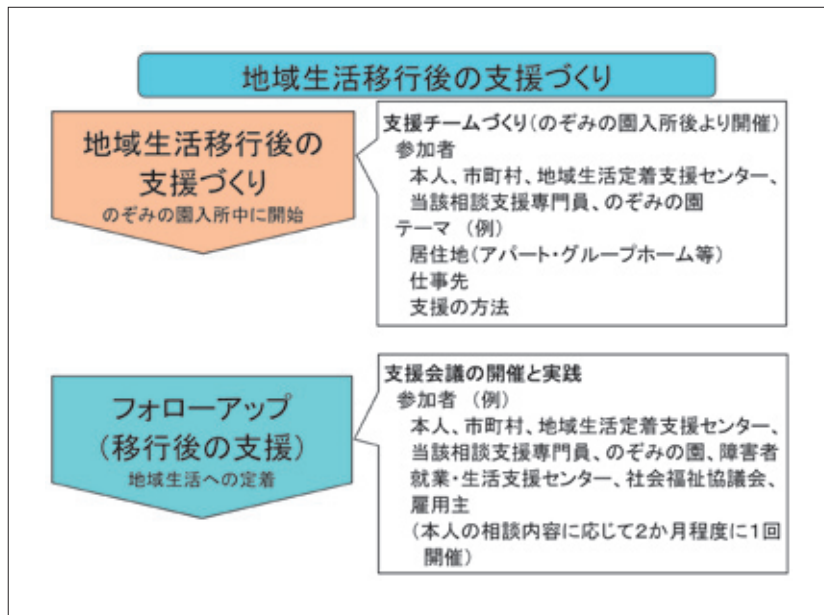 地域生活移行後の支援づくり
地域生活移行後の
支援づくり
のぞみの園入所中に開始
支援チームづくり(のぞみの園入所後より開催)
参加者
本人、市町村、地域生活定着支援センター、
当該相談支援専門員、のぞみの園
テーマ (例)
居住地(アパート・グループホーム等)
仕事先
支援の方法
フォローアップ
(移行後の支援)
地域生活への定着
支援会議の開催と実践
参加者 (例)
本人、市町村、地域生活定着支援センター、
当該相談支援専門員、のぞみの園、障害者
就業・生活支援センター、社会福祉協議会、
雇用主
(本人の相談内容に応じて2か月程度に1回
開催)